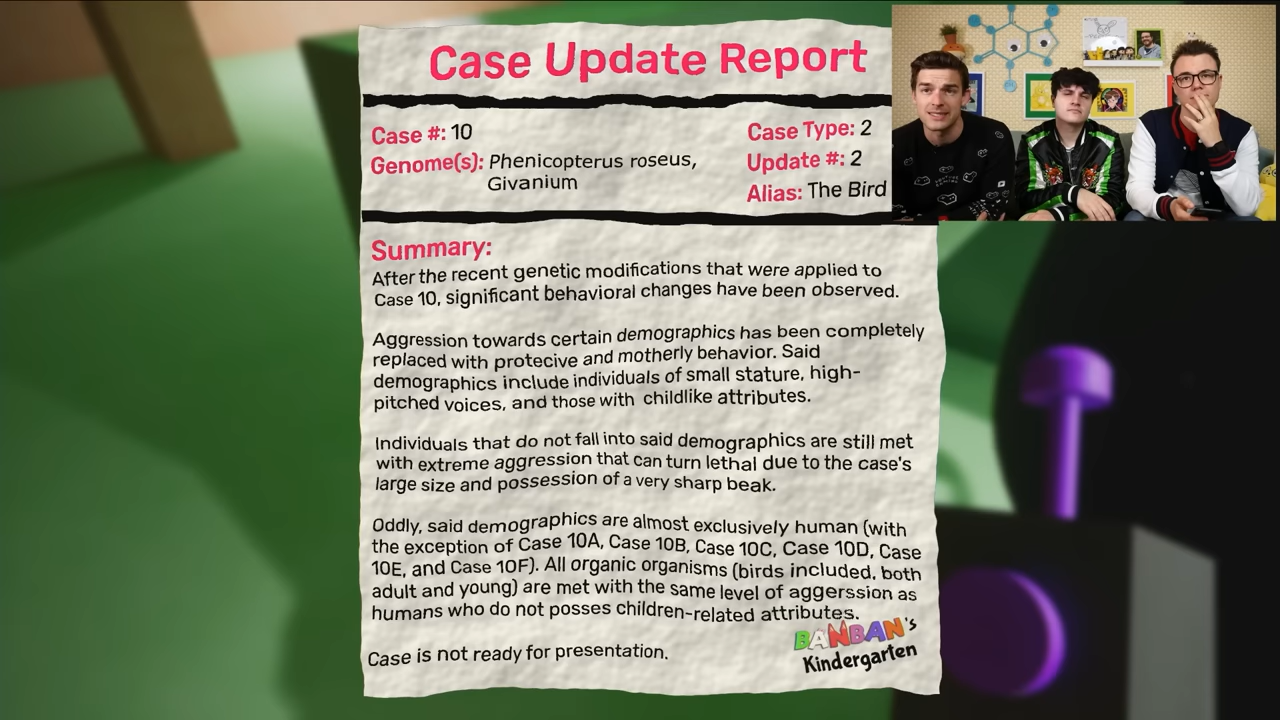 Case Update Report
Case #: 10
Genome(s): Phenicopterus roseus,
Givanium
Case Type: 2
Update #: 2
Alias: The Bird
Summary:
After the recent genetic modifications that were applied to
Case 10, significant behavioral changes have been observed.
Aggression towards certain demographics has been completely
replaced with protecive and motherly behavior. Said
demographics include individuals of small stature, high-
pitched voices, and those with childlike attributes.
Individuals that do not fall into said demographics are still met
with extreme aggression that can turn lethal due to the case's
large size and possession of a very sharp beak.
Oddly, said demographics are almost exclusively human (with
the exception of Case 10A, Case 10B, Case 10C, Case 10D, Case
10E, and Case 10F). All organic organisms (birds included, both
adult and young) are met with the same level of aggerssion as
humans who do not posses children-related attributes.
Case is not ready for presentation.
BANBAN's
Kindergarten